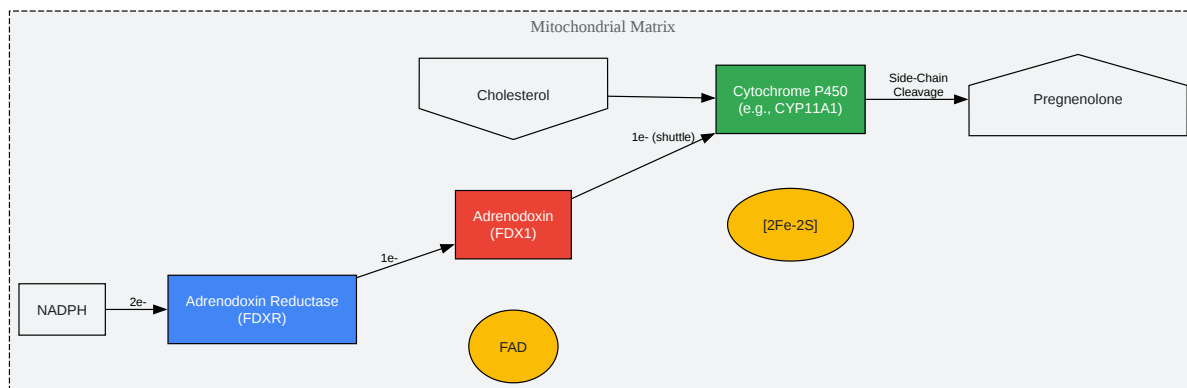 Mitochondrial Matrix
Cholesterol
Cytochrome P450
(e.g., CYP11A1)
Side-Chain
Cleavage
Pregnenolone
1e- (shuttle)
Adrenodoxin
(FDX1)
[2Fe-2S]
1e-
NADPH
2e-
Adrenodoxin Reductase
(FDXR)
FAD